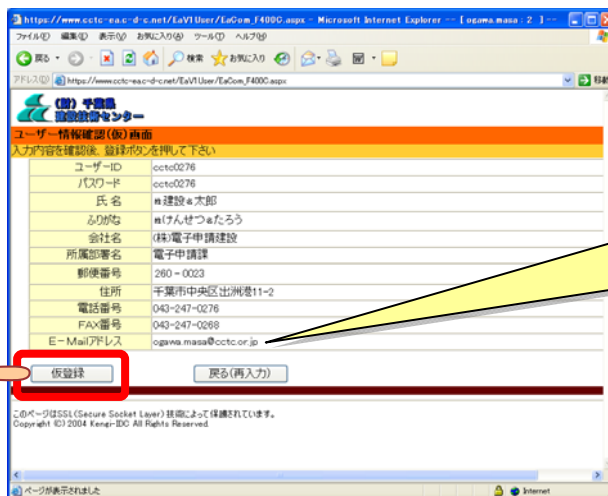 https://www.cctc-ea.c-d-c.net/EaV1User/EaCom_F400C.aspx - Microsoft Internet Explorer -- [ ogawa.masa : 2 ] --
ファイル(F) 編集(E) 表示(V) お気に入り(A) ツール(T) ヘルプ(H)
戻る 検索 お気に入り
アドレス(D) https://www.cctc-ea.c-d-c.net/EaV1User/EaCom_F400C.aspx 移動
(財) 千葉県
建設技術センター
ユーザー情報確認(仮)画面
入力内容を確認後、登録ボタンを押して下さい
ユーザーID cctc0276
パスワード cctc0276
氏 名 建設 太郎
ふりがな けんせつ たろう
会社名 (株)電子申請建設
所属部署名 電子申請課
郵便番号 260 - 0023
住所 千葉市中央区出洲港11-2
電話番号 043-247-0276
FAX番号 043-247-0268
E-Mailアドレス ogawa.masa@cctc.or.jp
仮登録 戻る(再入力)
このページはSSL(Secure Socket Layer)技術によって保護されています。
Copyright (C) 2004 Kengi-IDC All Rights Reserved.
ページが表示されました Internet